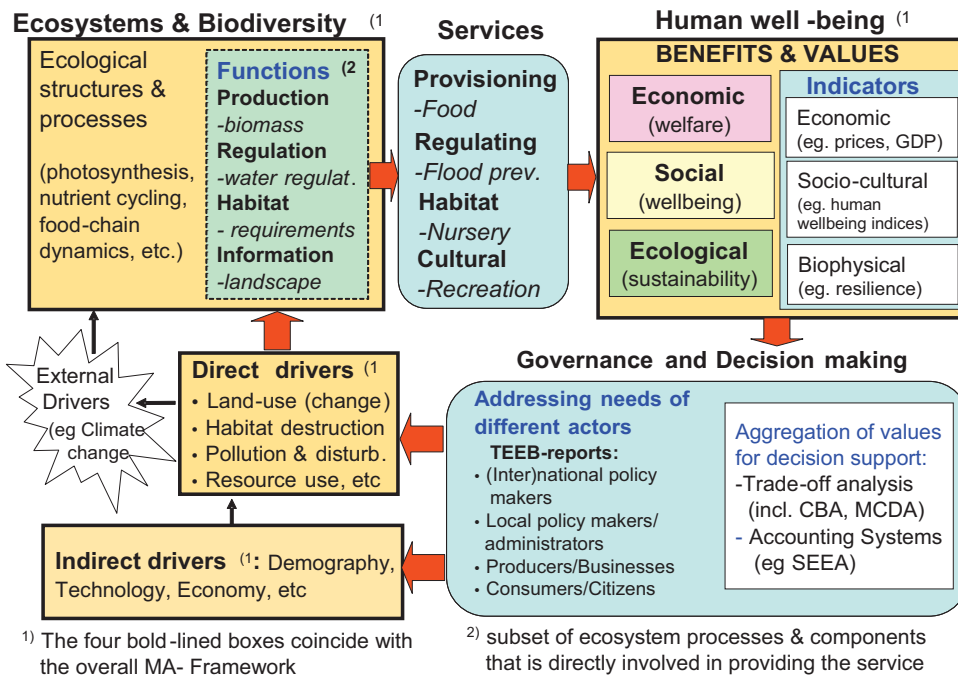 Ecosystems & Biodiversity (1
Ecological
structures &
processes
(photosynthesis,
nutrient cycling,
food-chain
dynamics, etc.)
Functions (2
Production
-biomass
Regulation
-water regulat.
Habitat
- requirements
Information
-landscape
Services
Provisioning
-Food
Regulating
-Flood prev.
Habitat
-Nursery
Cultural
-Recreation
Human well -being (1
BENEFITS & VALUES
Economic
(welfare)
Social
(wellbeing)
Ecological
(sustainability)
Indicators
Economic
(eg. prices, GDP)
Socio-cultural
(eg. human
wellbeing indices)
Biophysical
(eg. resilience)
External
Drivers
(eg Climate
change
Direct drivers (1
• Land-use (change)
• Habitat destruction
• Pollution & disturb.
• Resource use, etc
Indirect drivers (1: Demography,
Technology, Economy, etc
Governance and Decision making
Addressing needs of
different actors
TEEB-reports:
• (Inter)national policy
makers
• Local policy makers/
administrators
• Producers/Businesses
• Consumers/Citizens
Aggregation of values
for decision support:
-Trade-off analysis
(incl. CBA, MCDA)
- Accounting Systems
(eg SEEA)
1) The four bold-lined boxes coincide with
the overall MA- Framework
2) subset of ecosystem processes & components
that is directly involved in providing the service